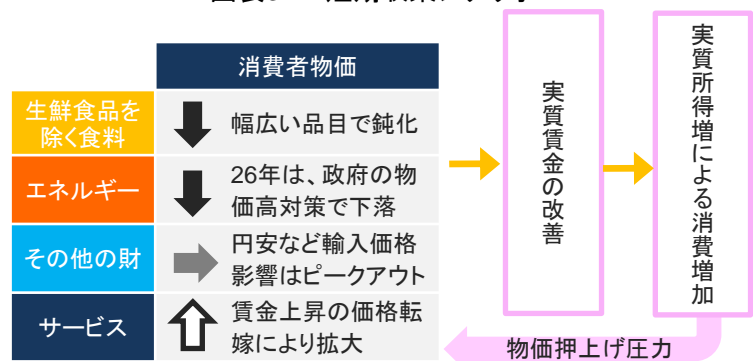 消費者物価
生鮮食品を
除く食料
幅広い品目で鈍化
エネルギー
26年は、政府の物
価高対策で下落
その他の財
円安など輸入価格
影響はピークアウト
サービス
賃金上昇の価格転
嫁により拡大
実質賃金の改善
実質所得増による消費増加
物価押上げ圧力